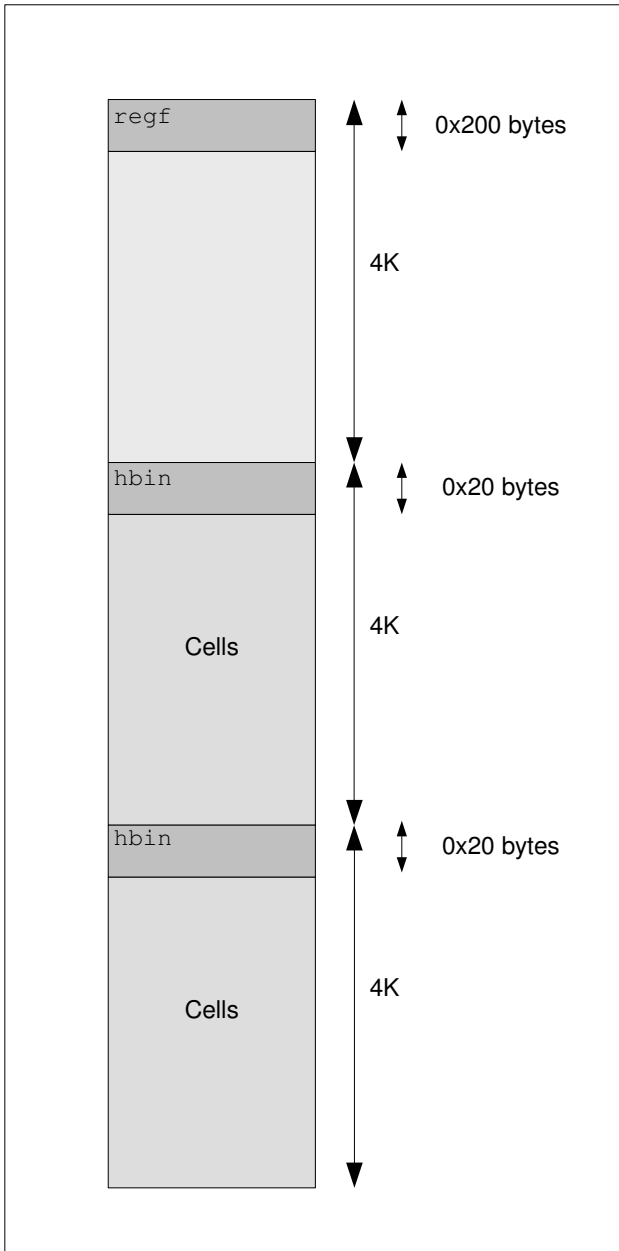 regf
0x200 bytes
4K
hbin
0x20 bytes
Cells
4K
hbin
0x20 bytes
Cells
4K